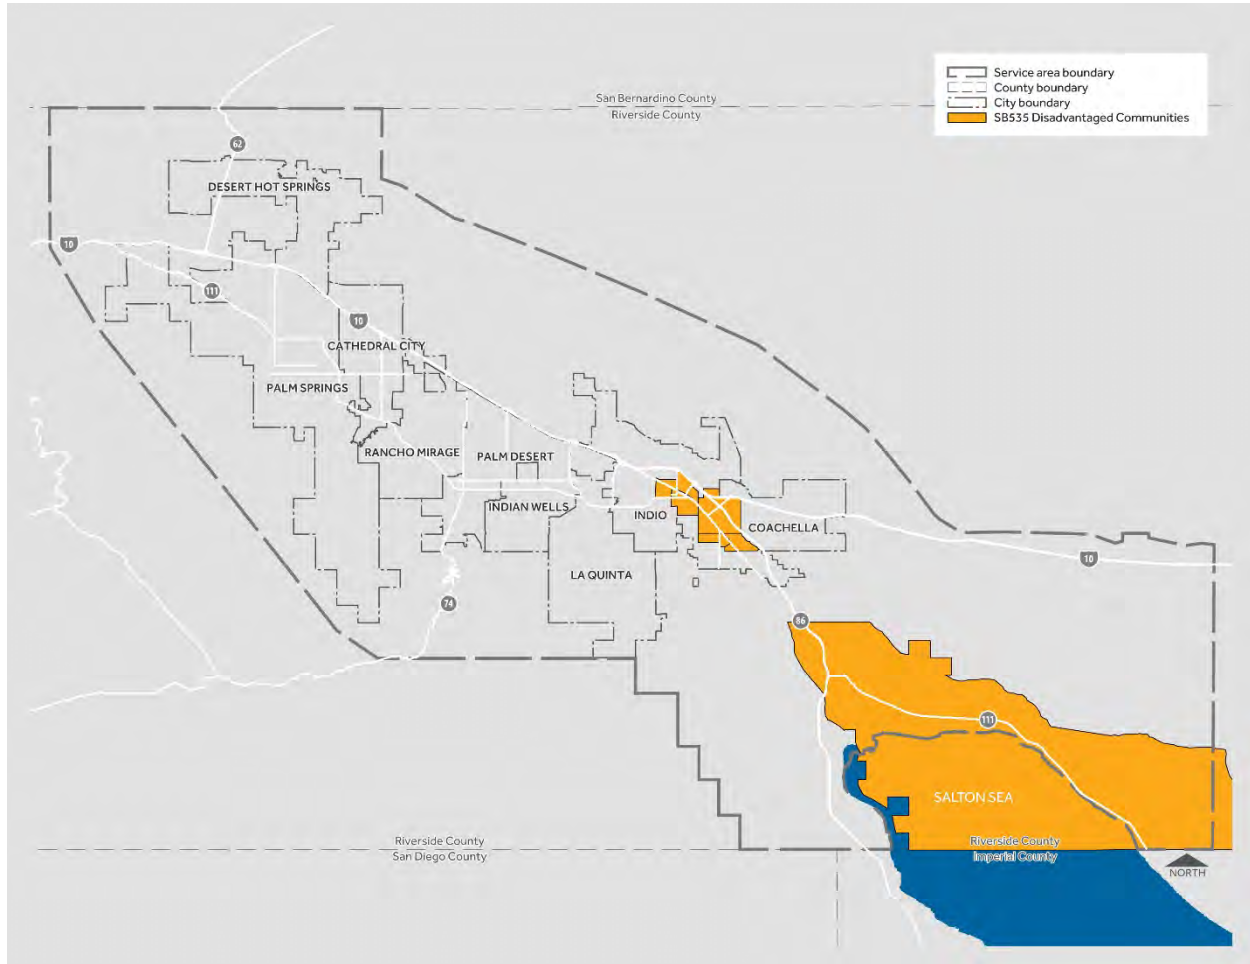 Service area boundary
County boundary
City boundary
SB535 Disadvantaged Communities
San Bernardino County
Riverside County
62
DESERT HOT SPRINGS
10
111
10
CATHEDRAL CITY
PALM SPRINGS
RANCHO MIRAGE
PALM DESERT
INDIAN WELLS
INDIO
COACHELLA
10
LA QUINTA
74
86
111
SALTON SEA
Riverside County
San Diego County
Riverside County
Imperial County
NORTH